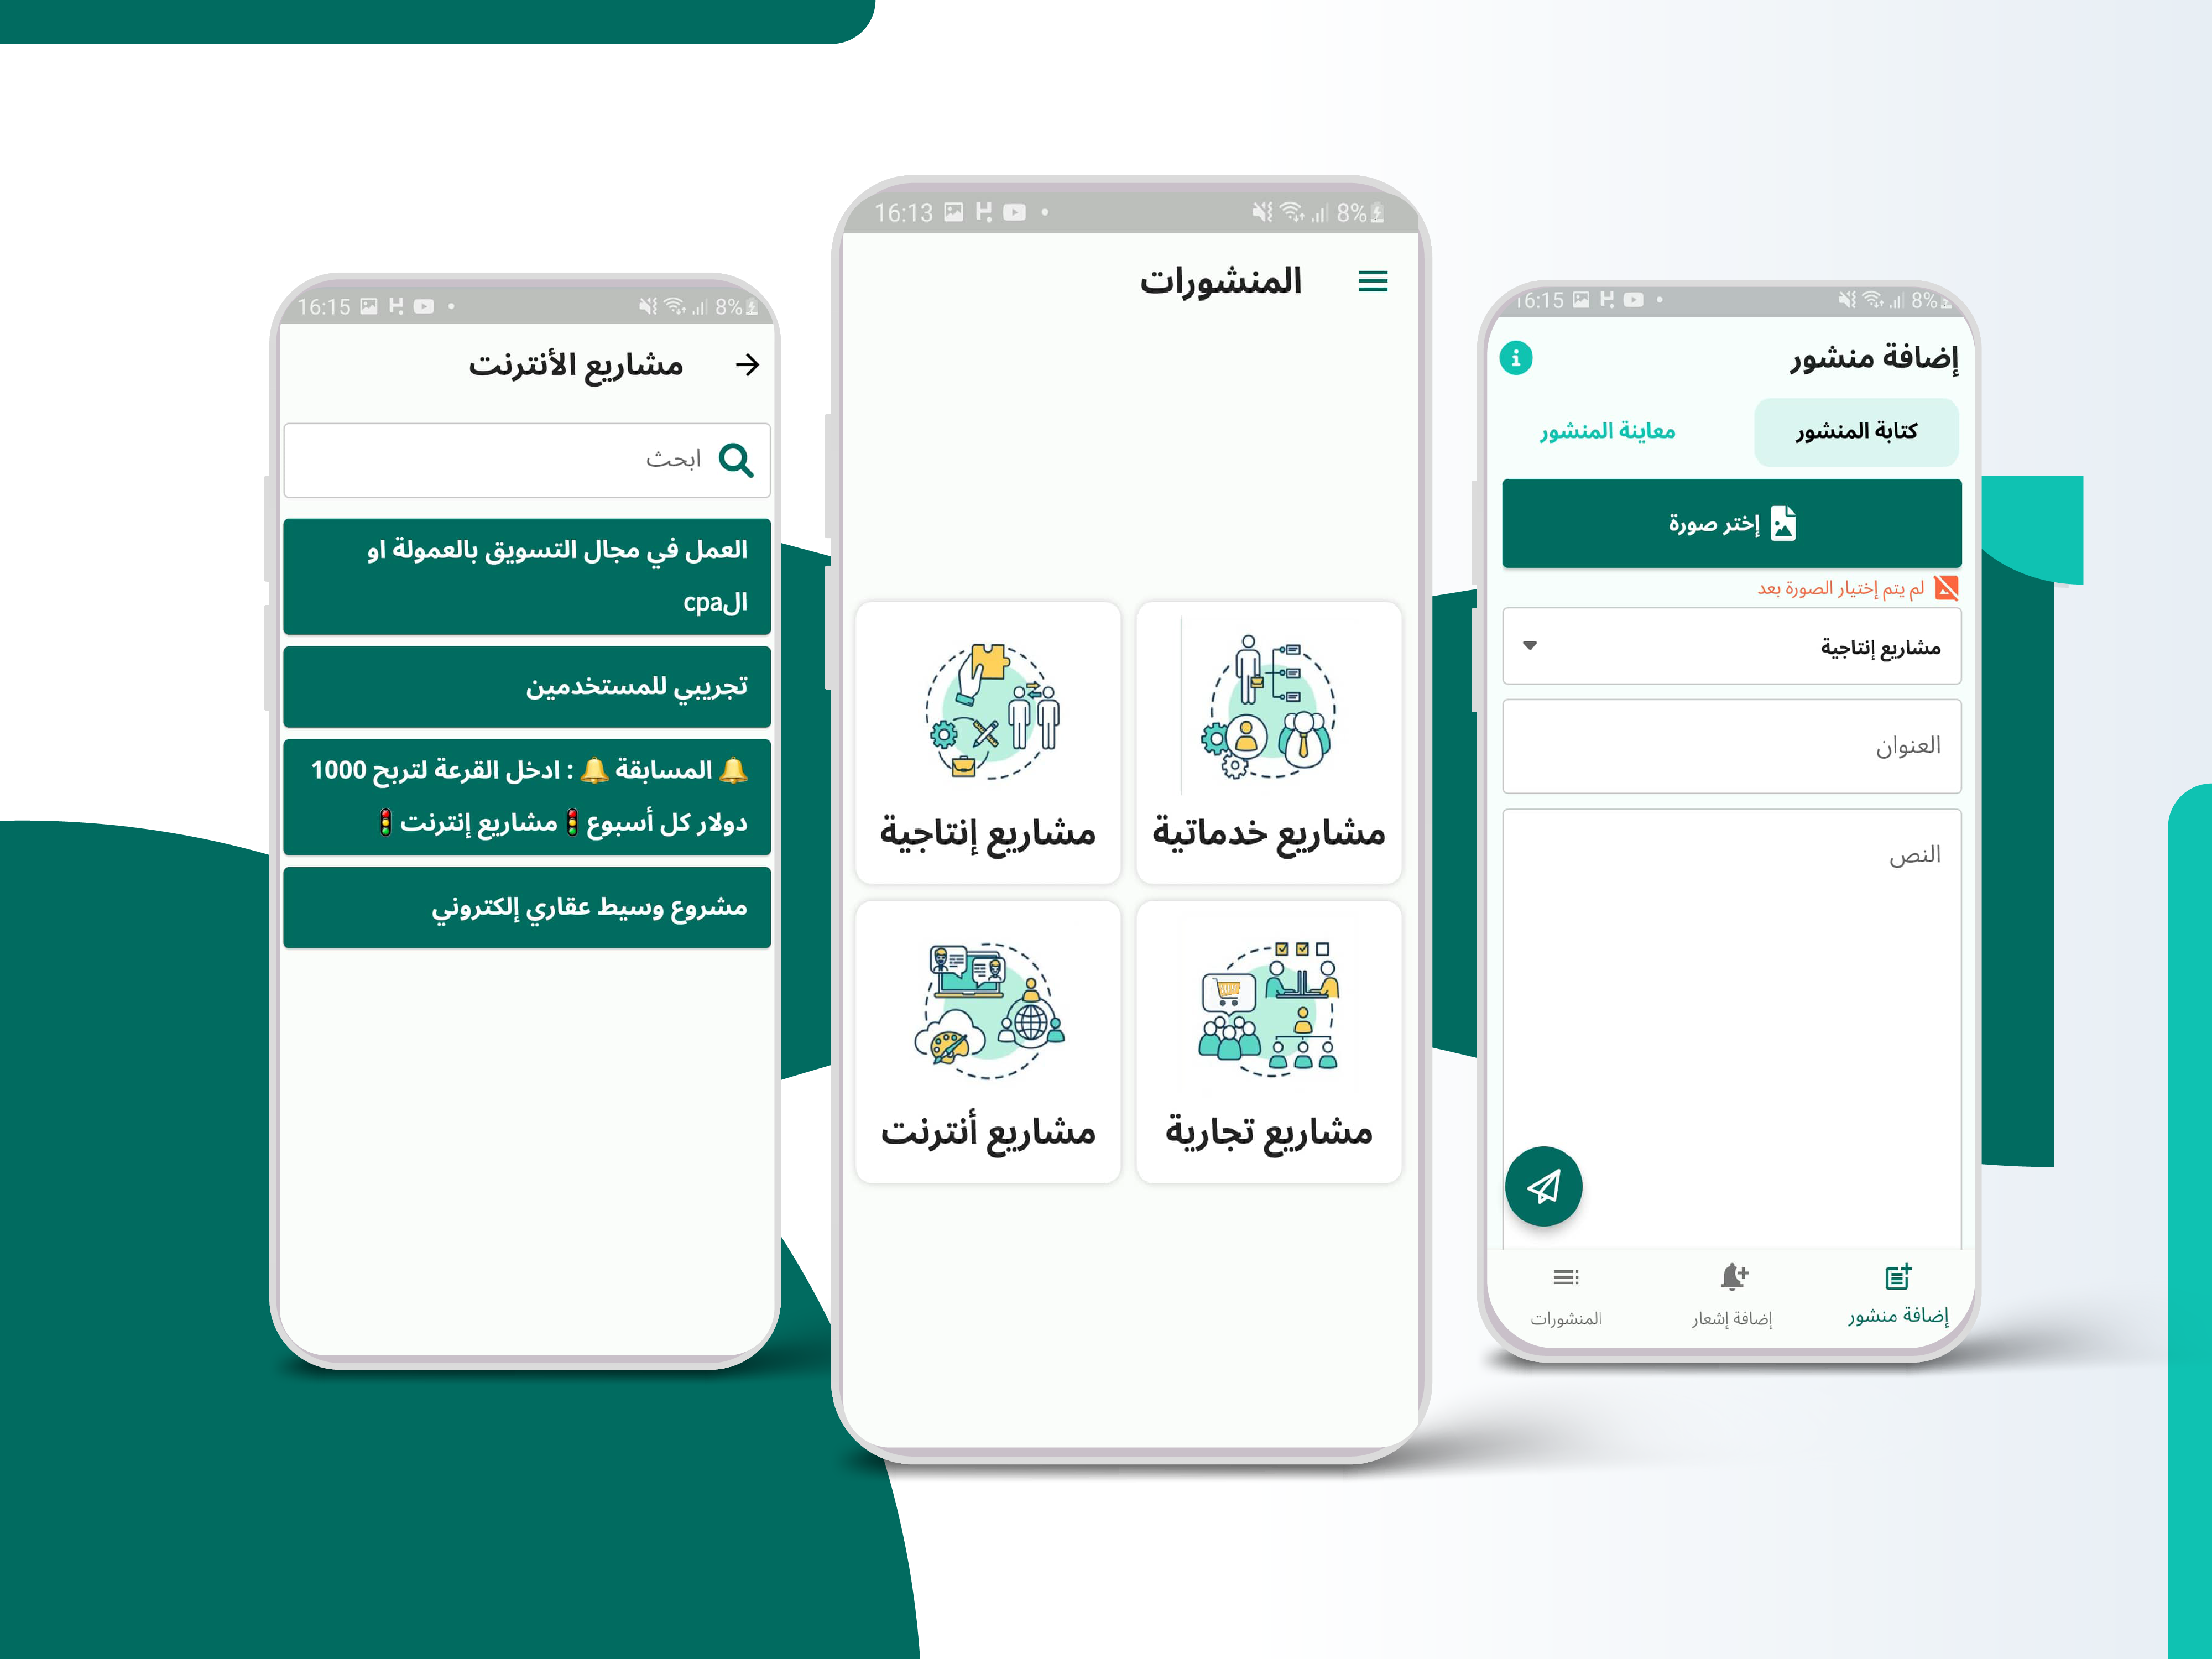 16:15
8%
مشاريع الأنترنت
ابحث
العمل في مجال التسويق بالعمولة او
الcpa
تجريبي للمستخدمين
🔔 المسابقة 🔔 : ادخل القرعة لتربح 1000
دولار كل أسبوع 🚦 مشاريع إنترنت 🚦
مشروع وسيط عقاري إلكتروني
16:13
8%
المنشورات
مشاريع خدماتية
مشاريع إنتاجية
مشاريع تجارية
مشاريع أنترنت
16:15
8%
إضافة منشور
كتابة المنشور
معاينة المنشور
إختر صورة
لم يتم إختيار الصورة بعد
مشاريع إنتاجية
العنوان
النص
إضافة منشور
إضافة إشعار
المنشورات